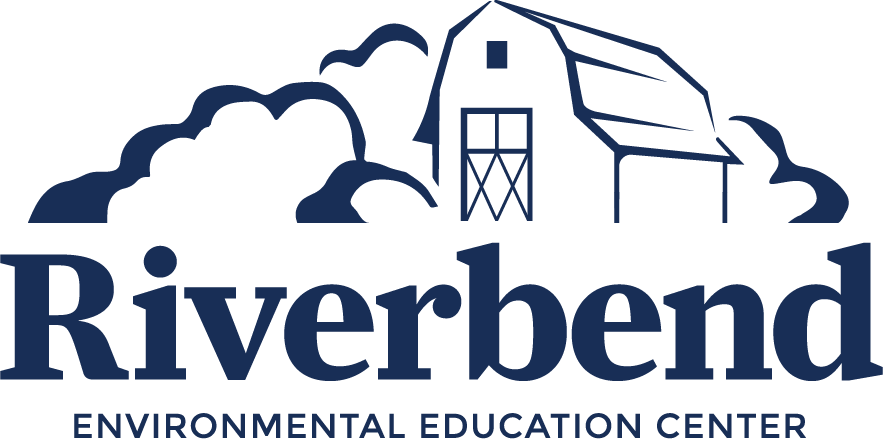 Riverbend
ENVIRONMENTAL EDUCATION CENTER